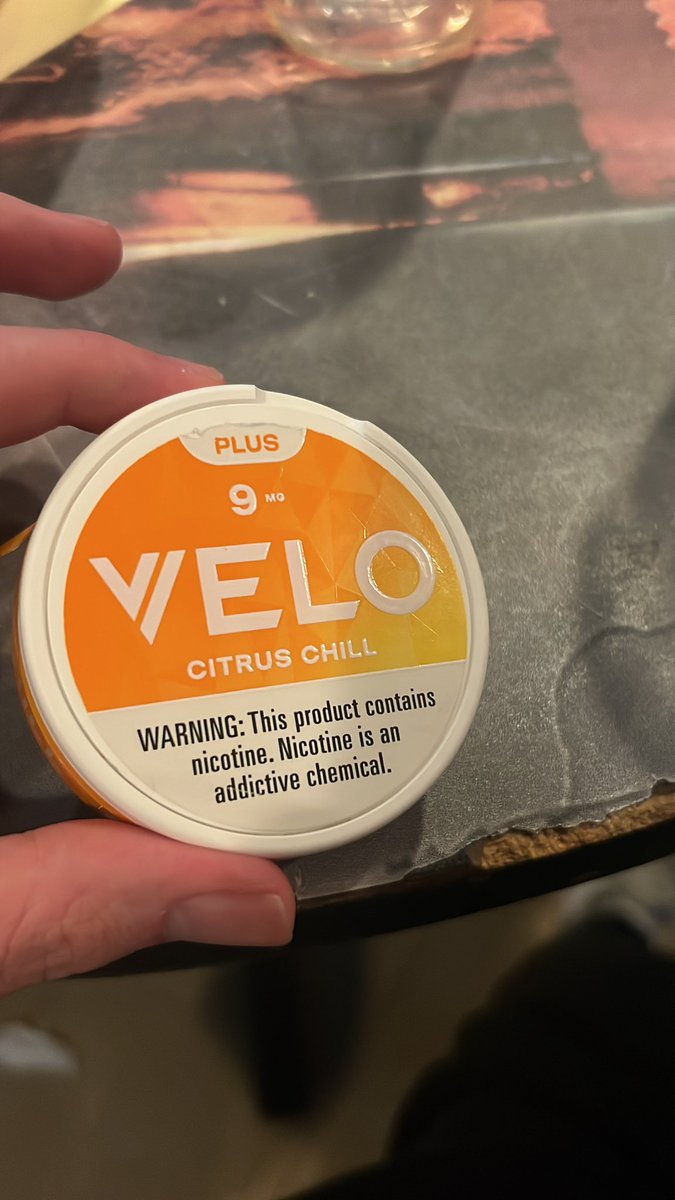 PLUS
9 MG
VELO
CITRUS CHILL
WARNING: This product contains
nicotine. Nicotine is an
addictive chemical.